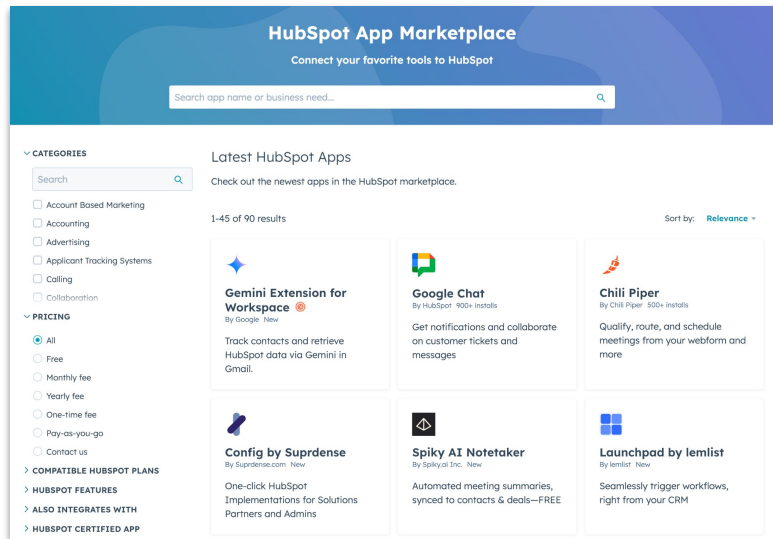 HubSpot App Marketplace
Connect your favorite tools to HubSpot
Search app name or business need...
CATEGORIES
Search
Account Based Marketing
Accounting
Advertising
Applicant Tracking Systems
Calling
Collaboration
PRICING
All
Free
Monthly fee
Yearly fee
One-time fee
Pay-as-you-go
Contact us
COMPATIBLE HUBSPOT PLANS
HUBSPOT FEATURES
ALSO INTEGRATES WITH
HUBSPOT CERTIFIED APP
Latest HubSpot Apps
Check out the newest apps in the HubSpot marketplace.
1-45 of 90 results
Sort by: Relevance
Gemini Extension for
Workspace
By Google New
Track contacts and retrieve
HubSpot data via Gemini in
Gmail.
Google Chat
By HubSpot 900+ installs
Get notifications and collaborate
on customer tickets and
messages
Chili Piper
By Chili Piper 500+ installs
Qualify, route, and schedule
meetings from your webform and
more
Config by Suprdense
By Suprdense.com New
One-click HubSpot
Implementations for Solutions
Partners and Admins
Spiky AI Notetaker
By Spiky.ai Inc. New
Automated meeting summaries,
synced to contacts & deals—FREE
Launchpad by lemlist
By lemlist New
Seamlessly trigger workflows,
right from your CRM